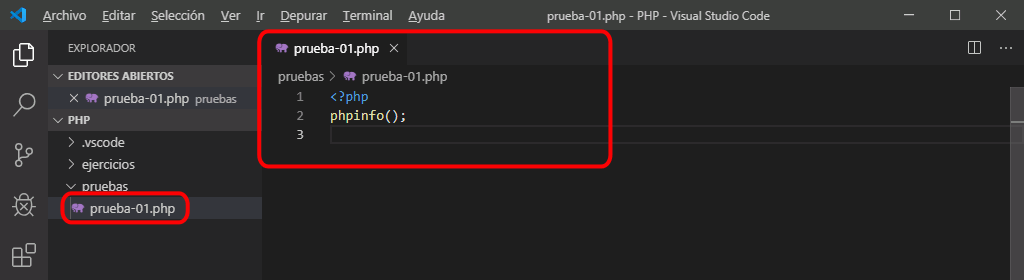 Archivo Editar Selección Ver Ir Depurar Terminal Ayuda prueba-01.php - PHP - Visual Studio Code
EXPLORADOR
EDITORES ABIERTOS
prueba-01.php pruebas
PHP
.vscode
ejercicios
pruebas
prueba-01.php
prueba-01.php
pruebas > prueba-01.php
1 <?php
2 phpinfo();
3